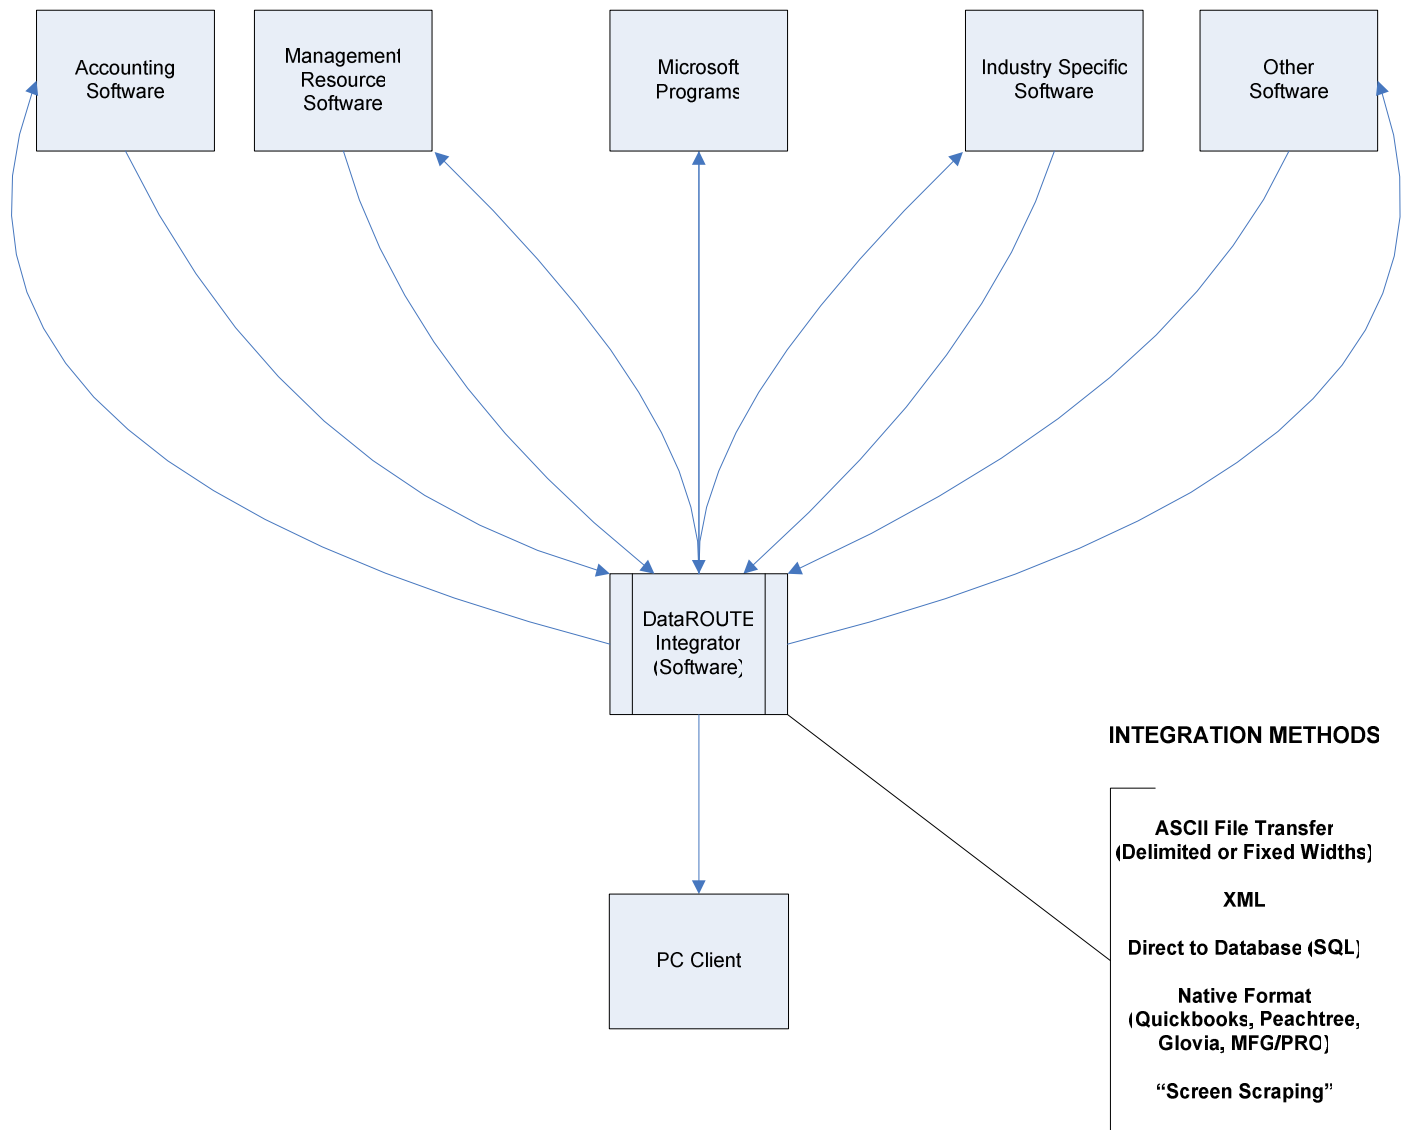 Accounting
Software
Management
Resource
Software
Microsoft
Programs
Industry Specific
Software
Other
Software
DataROUTE
Integrator
(Software)
INTEGRATION METHODS
ASCII File Transfer
(Delimited or Fixed Widths)
XML
Direct to Database (SQL)
Native Format
(Quickbooks, Peachtree,
Glovia, MFG/PRO)
“Screen Scraping”
PC Client